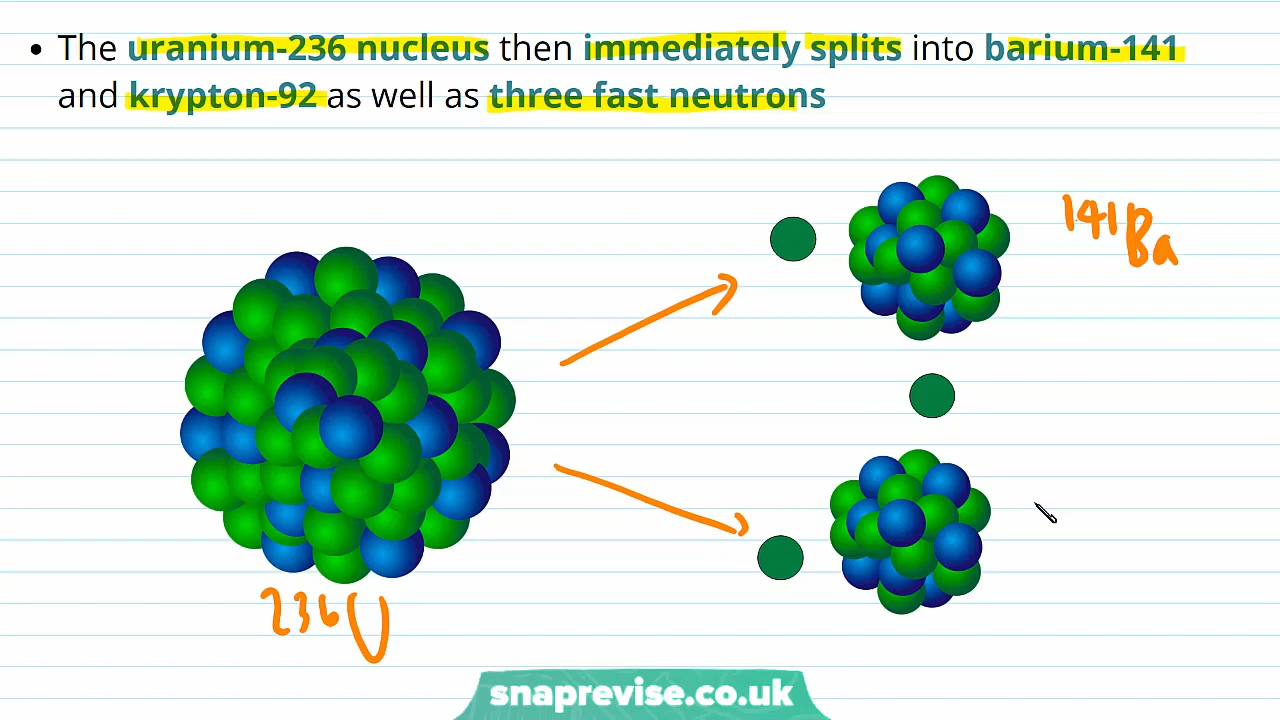 • The uranium-236 nucleus then immediately splits into barium-141
and krypton-92 as well as three fast neutrons
141Ba
236U
snaprevise.co.uk